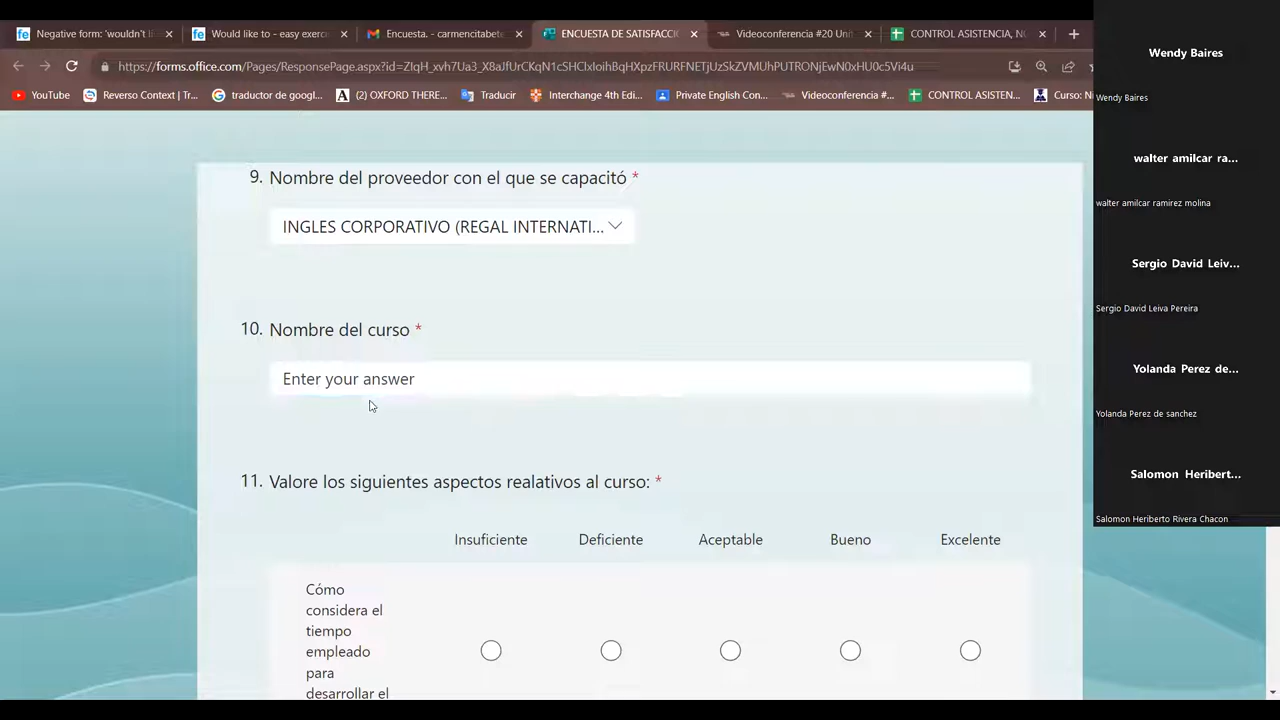 Negative form: 'wouldn't li
Would like to - easy exerc
Encuesta. - carmencitabete
ENCUESTA DE SATISFACCI
Videoconferencia #20 Uni
CONTROL ASISTENCIA, N
https://forms.office.com/Pages/ResponsePage.aspx?id=ZIqH_xvh7Ua3_X8aJfUrCKqN1cSHClxloihBqHXpzFRURFNETjUzSkZVMUhPUTRONjEwN0xHU0c5Vi4u
YouTube
Reverso Context | Tr...
traductor de googl...
(2) OXFORD THERE...
Traducir
Interchange 4th Edi...
Private English Con...
Videoconferencia #...
CONTROL ASISTEN...
Curso: Ni
9. Nombre del proveedor con el que se capacitó *
INGLES CORPORATIVO (REGAL INTERNATI...
10. Nombre del curso *
Enter your answer
11. Valore los siguientes aspectos realativos al curso: *
Insuficiente Deficiente Aceptable Bueno Excelente
Cómo
considera el
tiempo
empleado
para
desarrollar el
Wendy Baires
Wendy Baires
walter amilcar ra...
walter amilcar ramirez molina
Sergio David Leiv...
Sergio David Leiva Pereira
Yolanda Perez de...
Yolanda Perez de sanchez
Salomon Heribert...
Salomon Heriberto Rivera Chacon